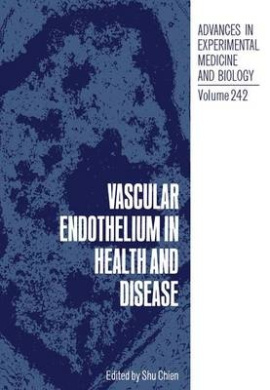 ADVANCES IN
EXPERIMENTAL
MEDICINE
AND BIOLOGY
Volume 242
VASCULAR
ENDOTHELIUM IN
HEALTH AND
DISEASE
Edited by Shu Chien